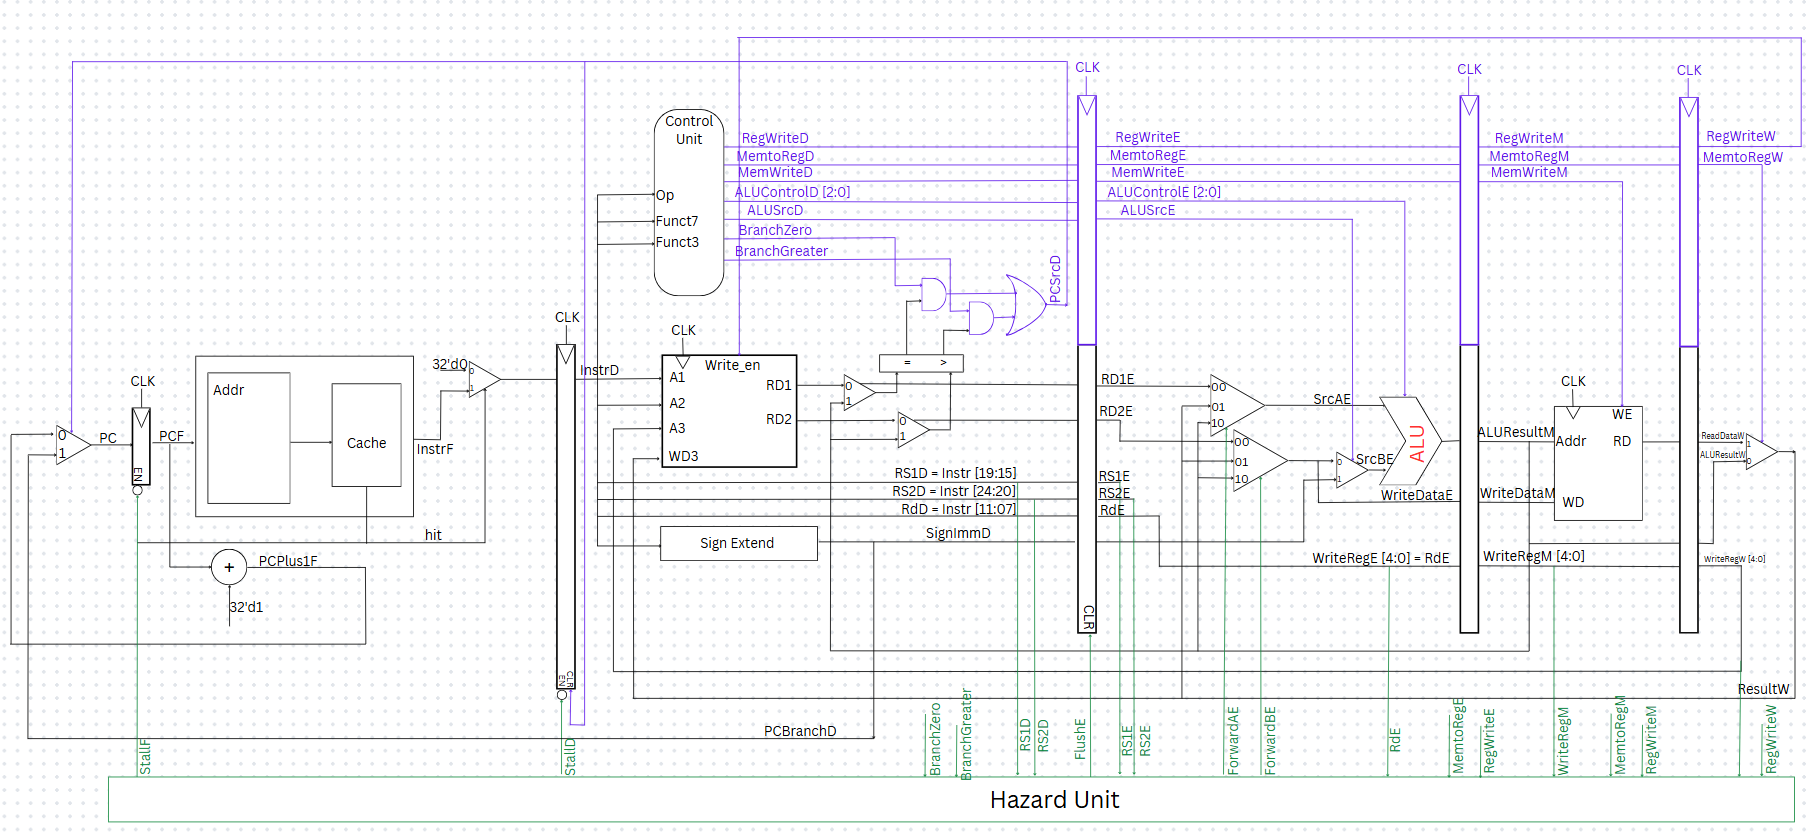 CLK
CLK
CLK
Control
Unit
Op
Funct7
Funct3
RegWriteD
MemtoRegD
MemWriteD
ALUControlD [2:0]
ALUSrcD
BranchZero
BranchGreater
PCSrcD
RegWriteE
MemtoRegE
MemWriteE
ALUControlE [2:0]
ALUSrcE
RegWriteM
MemtoRegM
MemWriteM
RegWriteW
MemtoRegW
CLK
0
1
PC
CLK
EN
PCF
Addr
Cache
InstrF
32'd0
0
1
hit
+
PCPlus1F
32'd1
CLK
CLR
EN
InstrD
CLK
Write_en
A1
A2
A3
WD3
RD1
RD2
0
1
0
1
=
>
RS1D = Instr [19:15]
RS2D = Instr [24:20]
RdD = Instr [11:07]
Sign Extend
SignImmD
PCBranchD
CLR
RD1E
RD2E
RS1E
RS2E
RdE
00
01
10
00
01
10
SrcAE
0
1
SrcBE
ALU
WriteDataE
WriteRegE [4:0] = RdE
ALUResultM
WriteDataM
WriteRegM [4:0]
CLK
WE
Addr
RD
WD
ReadDataW
ALUResultW
1
0
WriteRegW [4:0]
ResultW
StallF
StallD
BranchZero
BranchGreater
RS1D
RS2D
FlushE
RS1E
RS2E
ForwardAE
ForwardBE
RdE
MemtoRegE
RegWriteE
WriteRegM
MemtoRegM
RegWriteM
RegWriteW
Hazard Unit